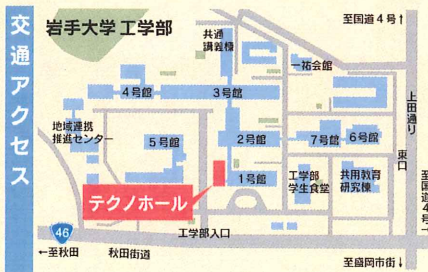 交通アクセス
岩手大学 工学部
至国道4号↑
共通
講義棟
一祐会館
上田通り
4号館
3号館
地域連携
推進センター
5号館
2号館
7号館
6号館
東口
テクノホール
1号館
工学部
学生食堂
共用教育
研究棟
至国道4号→
工学部入口
46
←至秋田
秋田街道
至盛岡市街↓